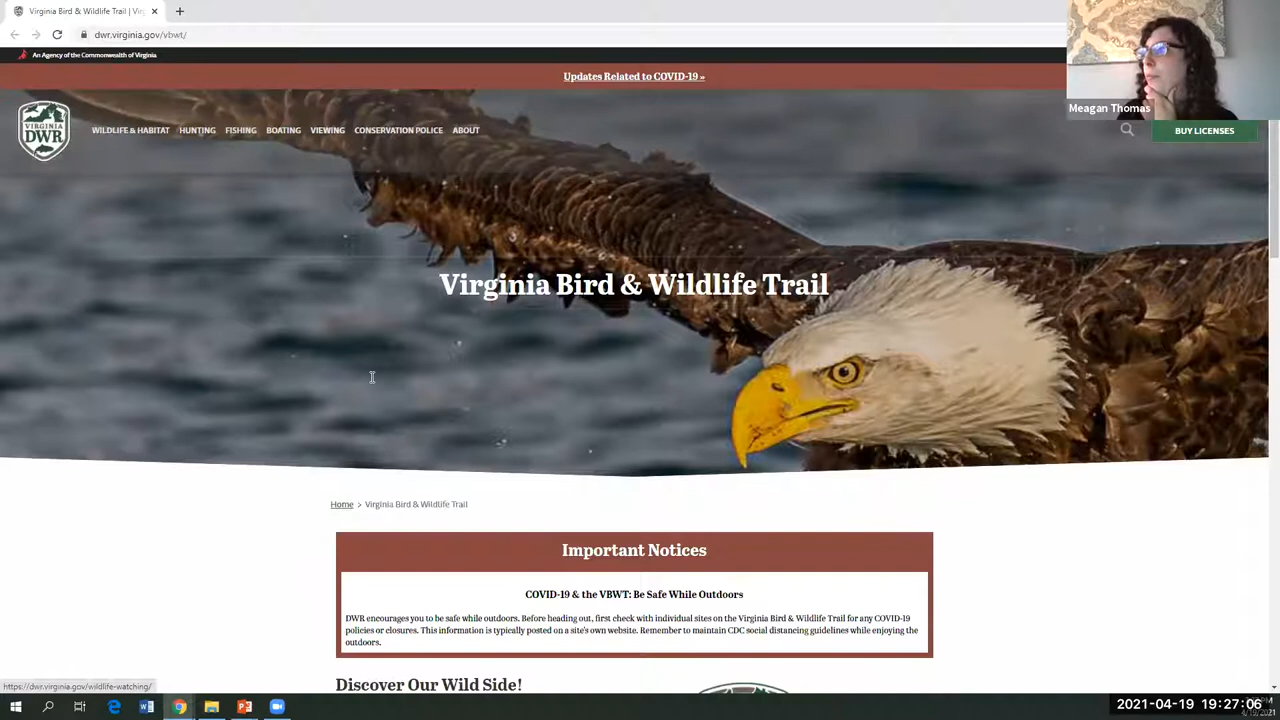 Virginia Bird & Wildlife Trail | Vir
dwr.virginia.gov/vbwt/
An Agency of the Commonwealth of Virginia
Updates Related to COVID-19 »
Meagan Thomas
VIRGINIA
DWR
WILDLIFE & HABITAT
HUNTING
FISHING
BOATING
VIEWING
CONSERVATION POLICE
ABOUT
BUY LICENSES
Virginia Bird & Wildlife Trail
Home > Virginia Bird & Wildlife Trail
Important Notices
COVID-19 & the VBWT: Be Safe While Outdoors
DWR encourages you to be safe while outdoors. Before heading out, first check with individual sites on the Virginia Bird & Wildlife Trail for any COVID-19
policies or closures. This information is typically posted on a site's own website. Remember to maintain CDC social distancing guidelines while enjoying the
outdoors.
Discover Our Wild Side!
https://dwr.virginia.gov/wildlife-watching/
2021-04-19 19:27:06
4/19/2021